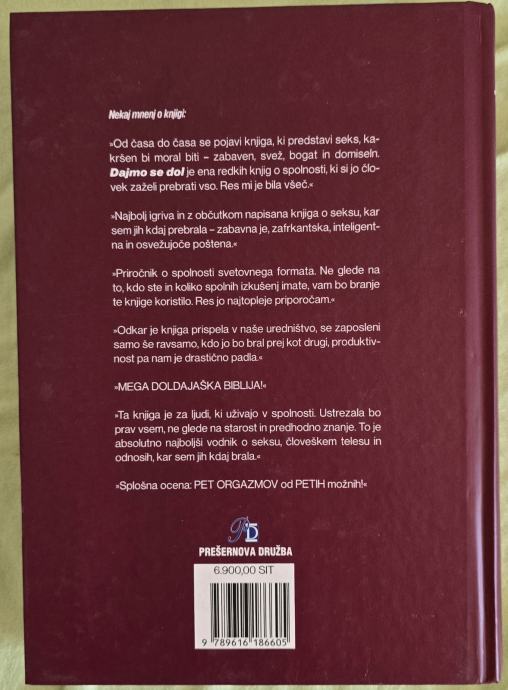 Nekaj mnenj o knjigi:
»Od časa do časa se pojavi knjiga, ki predstavi seks, ka-
kršen bi moral biti – zabaven, svež, bogat in domiseln.
Dajmo se dol je ena redkih knjig o spolnosti, ki si jo člo-
vek zaželi prebrati vso. Res mi je bila všeč.«
»Najbolj igriva in z občutkom napisana knjiga o seksu, kar
sem jih kdaj prebrala – zabavna je, zafrkantska, inteligent-
na in osvežujoče poštena.«
»Priročnik o spolnosti svetovnega formata. Ne glede na
to, kdo ste in koliko spolnih izkušenj imate, vam bo branje
te knjige koristilo. Res jo najtopleje priporočam.«
»Odkar je knjiga prispela v naše uredništvo, se zaposleni
samo še ravsamo, kdo jo bo bral prej kot drugi, produktiv-
nost pa nam je drastično padla.«
»MEGA DOLDAJAŠKA BIBLIJA!«
»Ta knjiga je za ljudi, ki uživajo v spolnosti. Ustrezala bo
prav vsem, ne glede na starost in predhodno znanje. To je
absolutno najboljši vodnik o seksu, človeškem telesu in
odnosih, kar sem jih kdaj brala.«
»Splošna ocena: PET ORGAZMOV od PETIH možnih!«
PD
PREŠERNOVA DRUŽBA
6.900,00 SIT
9 789616 186605